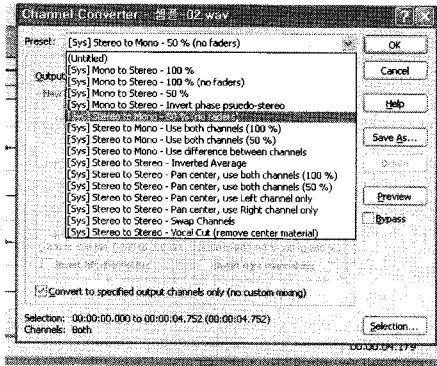 Channel Converter - 샘플-02.wav
Preset: [Sys] Stereo to Mono - 50 % (no faders)
OK
(Untitled)
[Sys] Mono to Stereo - 100 %
Cancel
Output
[Sys] Mono to Stereo - 100 % (no faders)
New
[Sys] Mono to Stereo - 50 %
[Sys] Mono to Stereo - Invert phase psuedo-stereo
Help
[Sys] Stereo to Mono - 50 % (no faders)
[Sys] Stereo to Mono - Use both channels (100 %)
Save As...
[Sys] Stereo to Mono - Use both channels (50 %)
[Sys] Stereo to Mono - Use difference between channels
[Sys] Stereo to Stereo - Inverted Average
Delete
[Sys] Stereo to Stereo - Pan center, use both channels (100 %)
[Sys] Stereo to Stereo - Pan center, use both channels (50 %)
Preview
[Sys] Stereo to Stereo - Pan center, use Left channel only
[Sys] Stereo to Stereo - Pan center, use Right channel only
Bypass
[Sys] Stereo to Stereo - Swap Channels
[Sys] Stereo to Stereo - Vocal Cut (remove center material)
Convert to specified output channels only (no custom mixing)
Selection: 00:00:00.000 to 00:00:04.752 (00:00:04.752)
Channels: Both
Selection...
00:00:04.179